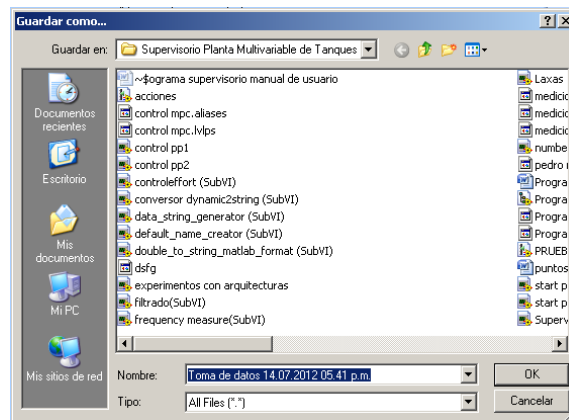 Guardar como...
Guardar en:
Supervisorio Planta Multivariable de Tanques
Documentos
recientes
Escritorio
Mis
documentos
Mi PC
Mis sitios de red
~$ograma supervisorio manual de usuario
acciones
control mpc.aliases
control mpc.lvlps
control pp1
control pp2
controleffort (SubVI)
conversor dynamic2string (SubVI)
data_string_generator (SubVI)
default_name_creator (SubVI)
double_to_string_matlab_format (SubVI)
dsfg
experimentos con arquitecturas
filtrado(SubVI)
frequency measure(SubVI)
Laxas
medicic
medicic
medicic
numbe
pedro
Progra
Progra
Progra
Progra
PRUEB
puntos
start p
start p
Superv
Nombre:
Toma de datos 14.07.2012 05.41 p.m.
OK
Tipo:
All Files (*.*)
Cancelar